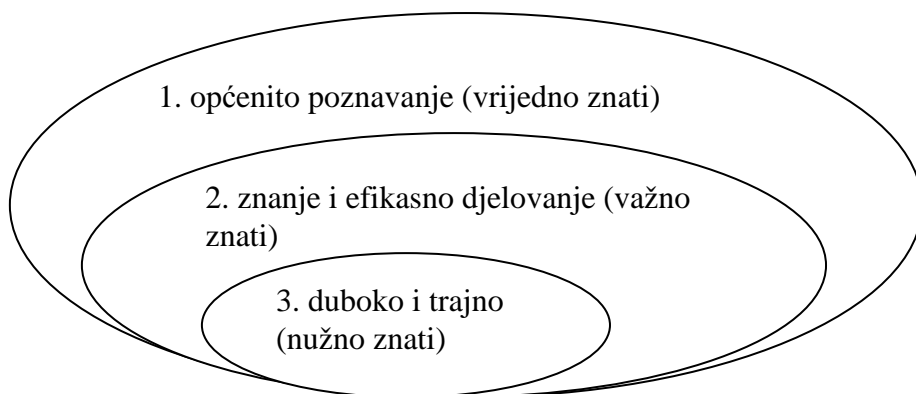 1. općenito poznavanje (vrijedno znati)
2. znanje i efikasno djelovanje (važno
znati)
3. duboko i trajno
(nužno znati)